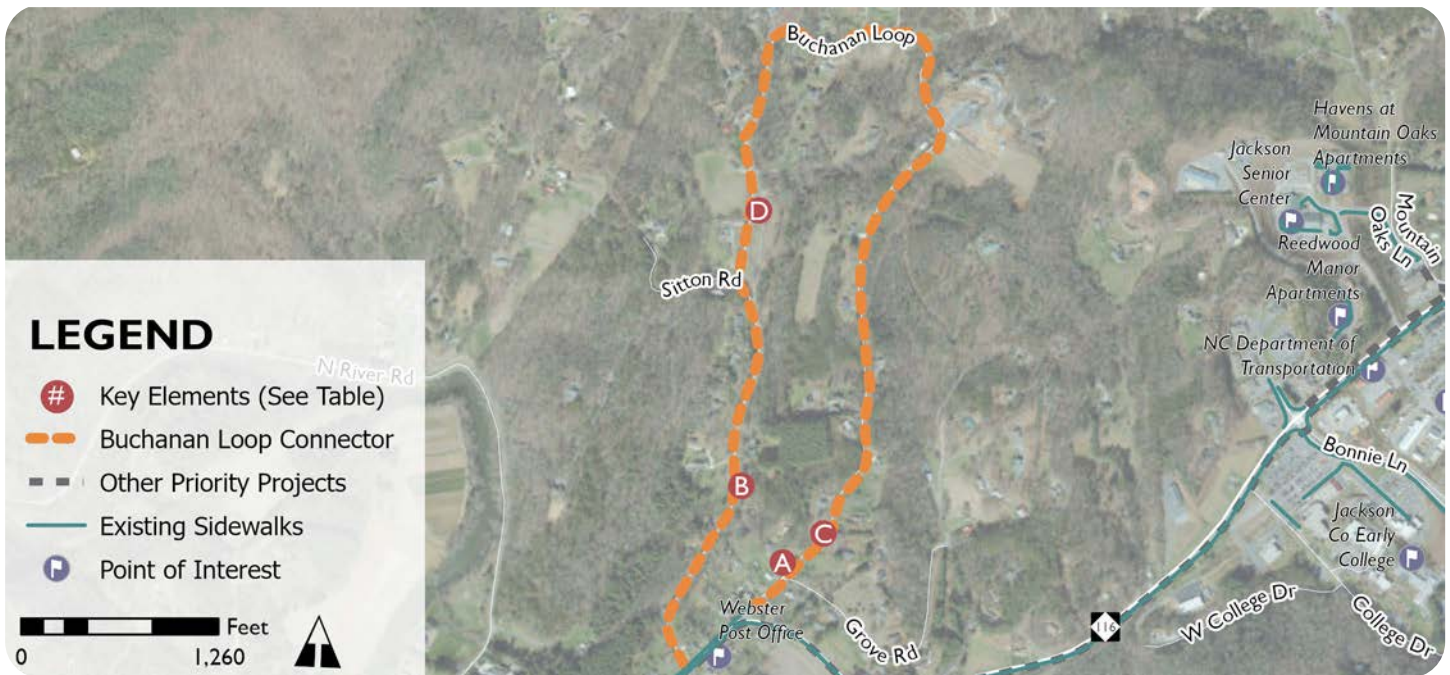 Buchanan Loop
Havens at
Mountain Oaks
Apartments
Jackson
Senior
Center
Mountain
Oaks Ln
D
Reedwood
Manor
Apartments
Sitton Rd
NC Department of
Transportation
LEGEND
N River Rd
# Key Elements (See Table)
Buchanan Loop Connector
Other Priority Projects
Existing Sidewalks
Point of Interest
Feet
0 1,260
Bonnie Ln
B
Jackson
Co Early
College
C
A
Webster
Post Office
Grove Rd
116
W College Dr
College Dr